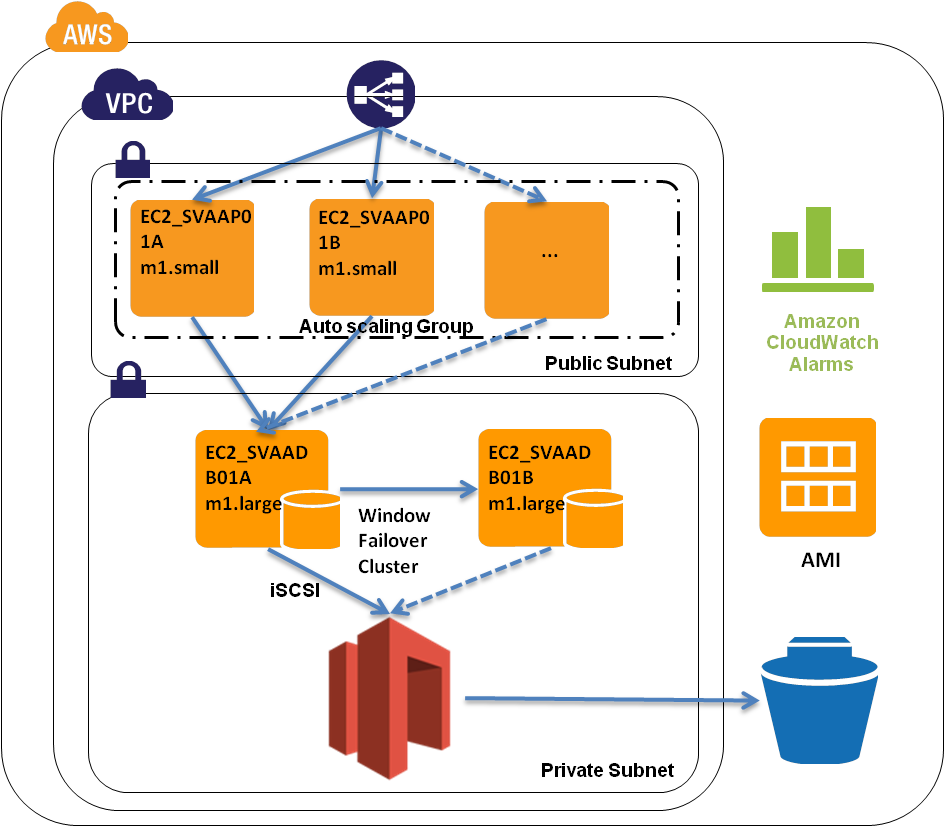 AWS
VPC
EC2_SVAAP0
1A
m1.small
EC2_SVAAP0
1B
m1.small
...
Auto scaling Group
Public Subnet
Amazon
CloudWatch
Alarms
EC2_SVAAD
B01A
m1.large
EC2_SVAAD
B01B
m1.large
Window
Failover
Cluster
iSCSI
AMI
Private Subnet